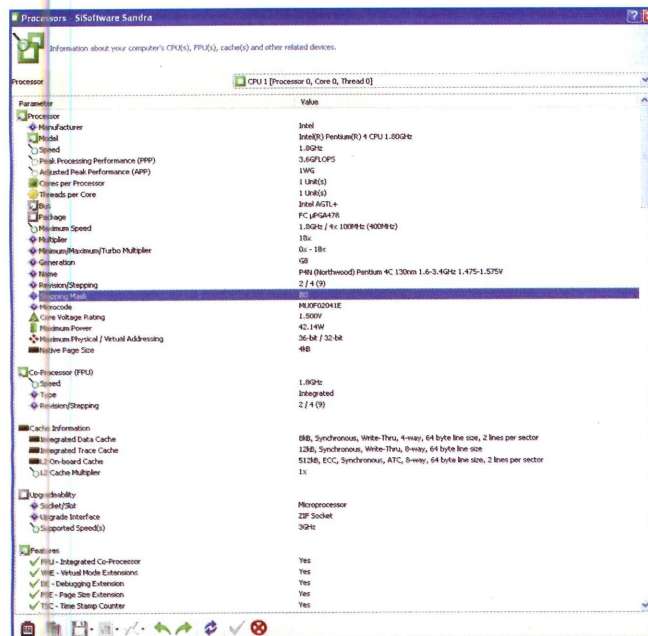 Processors - SiSoftware Sandra
Information about your computer's CPU(s), FPU(s), cache(s) and other related devices.
Processor CPU 1 [Processor 0, Core 0, Thread 0]
Parameter Value
Processor
Manufacturer Intel
Model Intel(R) Pentium(R) 4 CPU 1.80GHz
Speed 1.8GHz
Peak Processing Performance (PPP) 3.6GFLOPS
Adjusted Peak Performance (APP) 1WG
Cores per Processor 1 Unit(s)
Threads per Core 1 Unit(s)
Bus Intel AGTL+
Package FC µPGA478
Maximum Speed 1.8GHz / 4x 100MHz (400MHz)
Multiplier 18x
Minimum/Maximum/Turbo Multiplier 0x - 18x
Generation G8
Name P4N (Northwood) Pentium 4C 130nm 1.6-3.4GHz 1.475-1.575V
Revision/Stepping 2 / 4 (9)
Stepping Mask B0
Microcode MU0F02041E
Core Voltage Rating 1.500V
Maximum Power 42.14W
Maximum Physical / Virtual Addressing 36-bit / 32-bit
Native Page Size 4kB
Co-Processor (FPU)
Speed 1.8GHz
Type Integrated
Revision/Stepping 2 / 4 (9)
Cache Information
Integrated Data Cache 8kB, Synchronous, Write-Thru, 4-way, 64 byte line size, 2 lines per sector
Integrated Trace Cache 12kB, Synchronous, Write-Thru, 8-way, 64 byte line size
L2 On-board Cache 512kB, ECC, Synchronous, ATC, 8-way, 64 byte line size, 2 lines per sector
L2 Cache Multiplier 1x
Upgradeability
Socket/Slot Microprocessor
Upgrade Interface ZIF Socket
Supported Speed(s) 3GHz
Features
FPU - Integrated Co-Processor Yes
VME - Virtual Mode Extensions Yes
DE - Debugging Extension Yes
PSE - Page Size Extension Yes
TSC - Time Stamp Counter Yes